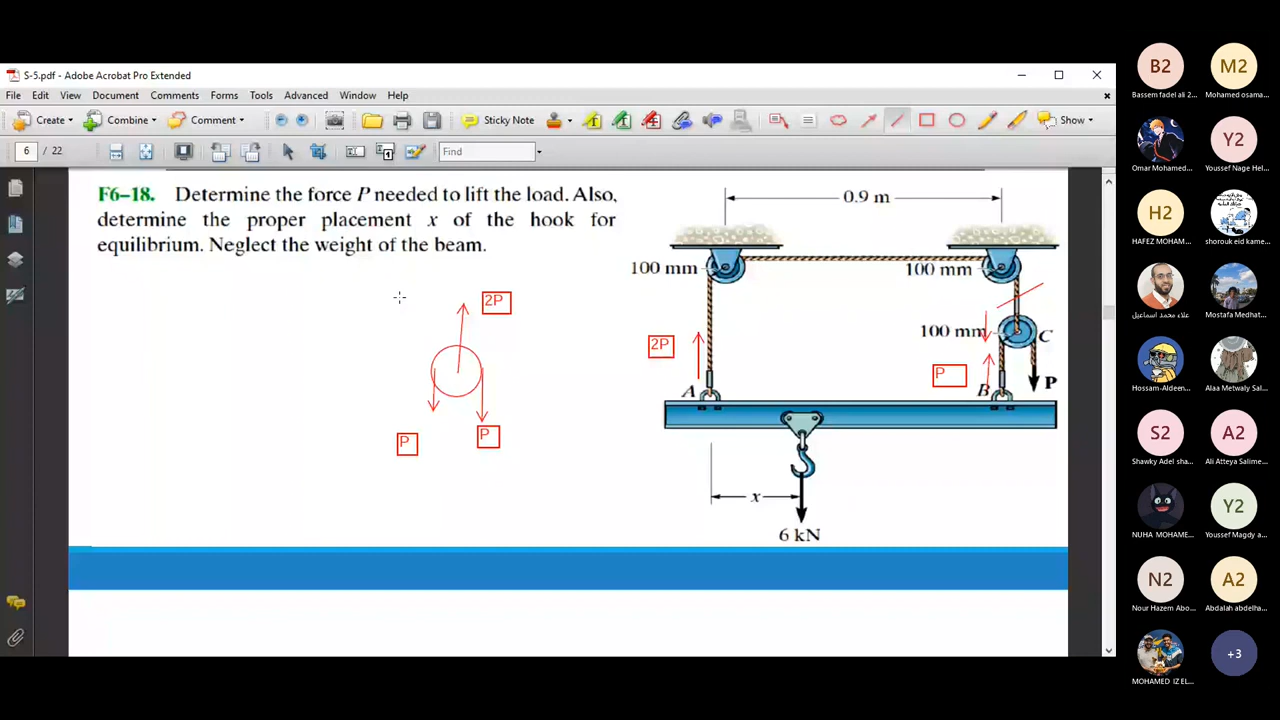 S-5.pdf - Adobe Acrobat Pro Extended
File Edit View Document Comments Forms Tools Advanced Window Help
Create Combine Comment Sticky Note Show
6 / 22 Find
F6–18. Determine the force P needed to lift the load. Also,
determine the proper placement x of the hook for
equilibrium. Neglect the weight of the beam.
0.9 m
100 mm
100 mm
100 mm
C
2P
2P
P
P
A
B
P
P
x
6 kN
B2
M2
Bassem fadel ali 2...
Mohamed osama...
Y2
Omar Mohamed...
Youssef Nage Hel...
H2
HAFEZ MOHAM...
shorouk eid kame...
علاء محمد اسماعيل
Mostafa Medhat...
Hossam-Aldeen...
Alaa Metwaly Sal...
S2
A2
Shawky Adel sha...
Ali Atteya Salime...
Y2
NUHA MOHAME...
Youssef Magdy a...
N2
A2
Nour Hazem Abo...
Abdalah abdelha...
+3
MOHAMED IZ EL...